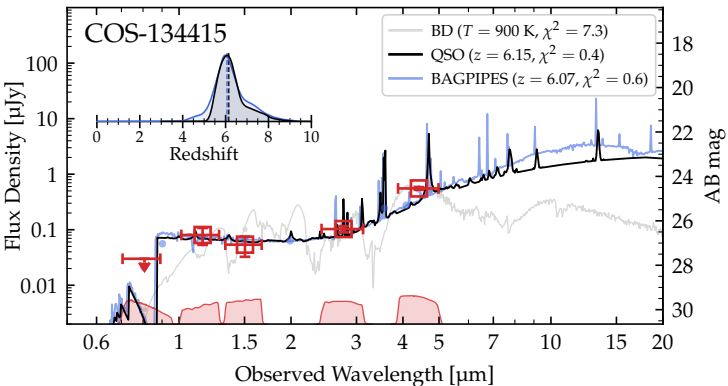 COS-134415
BD (T = 900 K, χ² = 7.3)
QSO (z = 6.15, χ² = 0.4)
BAGPIPES (z = 6.07, χ² = 0.6)
0 2 4 6 8 10
Redshift
100
10
1
0.1
0.01
Flux Density [μJy]
18
20
22
24
26
28
30
AB mag
0.6 1 2 3 4 5 10 15 20
Observed Wavelength [μm]